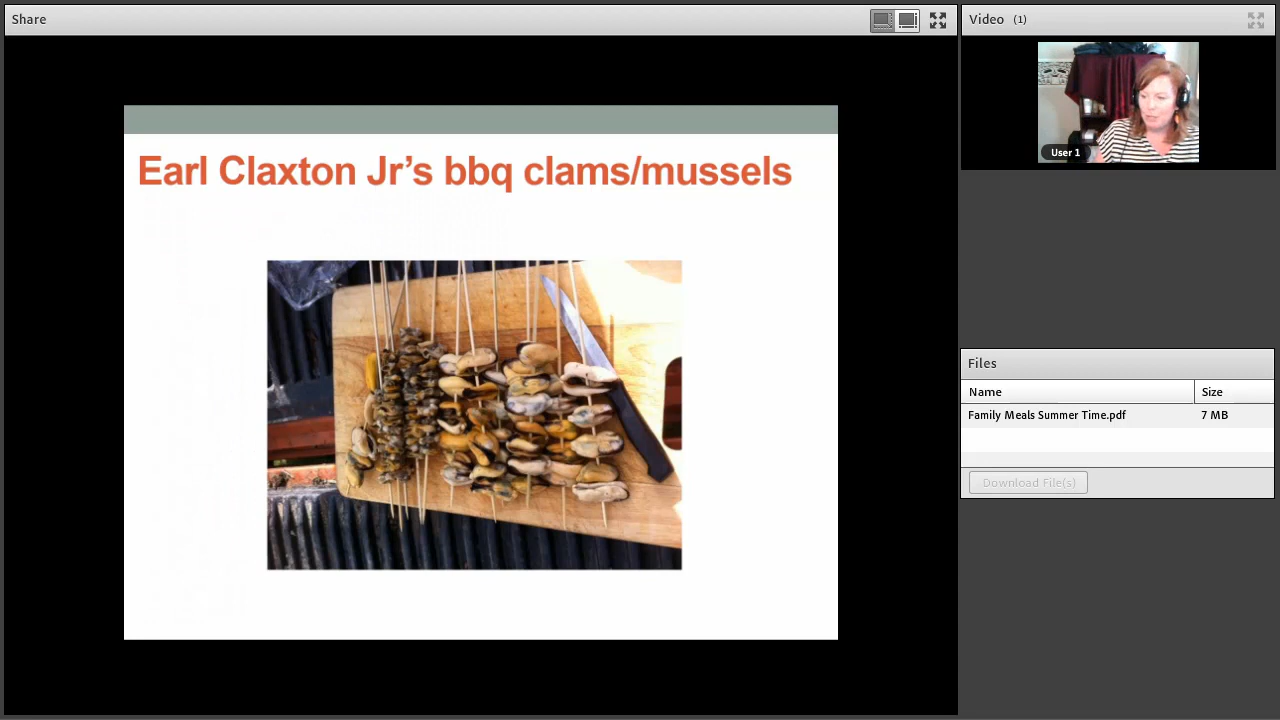 Share
Video (1)
User 1
Earl Claxton Jr's bbq clams/mussels
Files
Name Size
Family Meals Summer Time.pdf 7 MB
Download File(s)